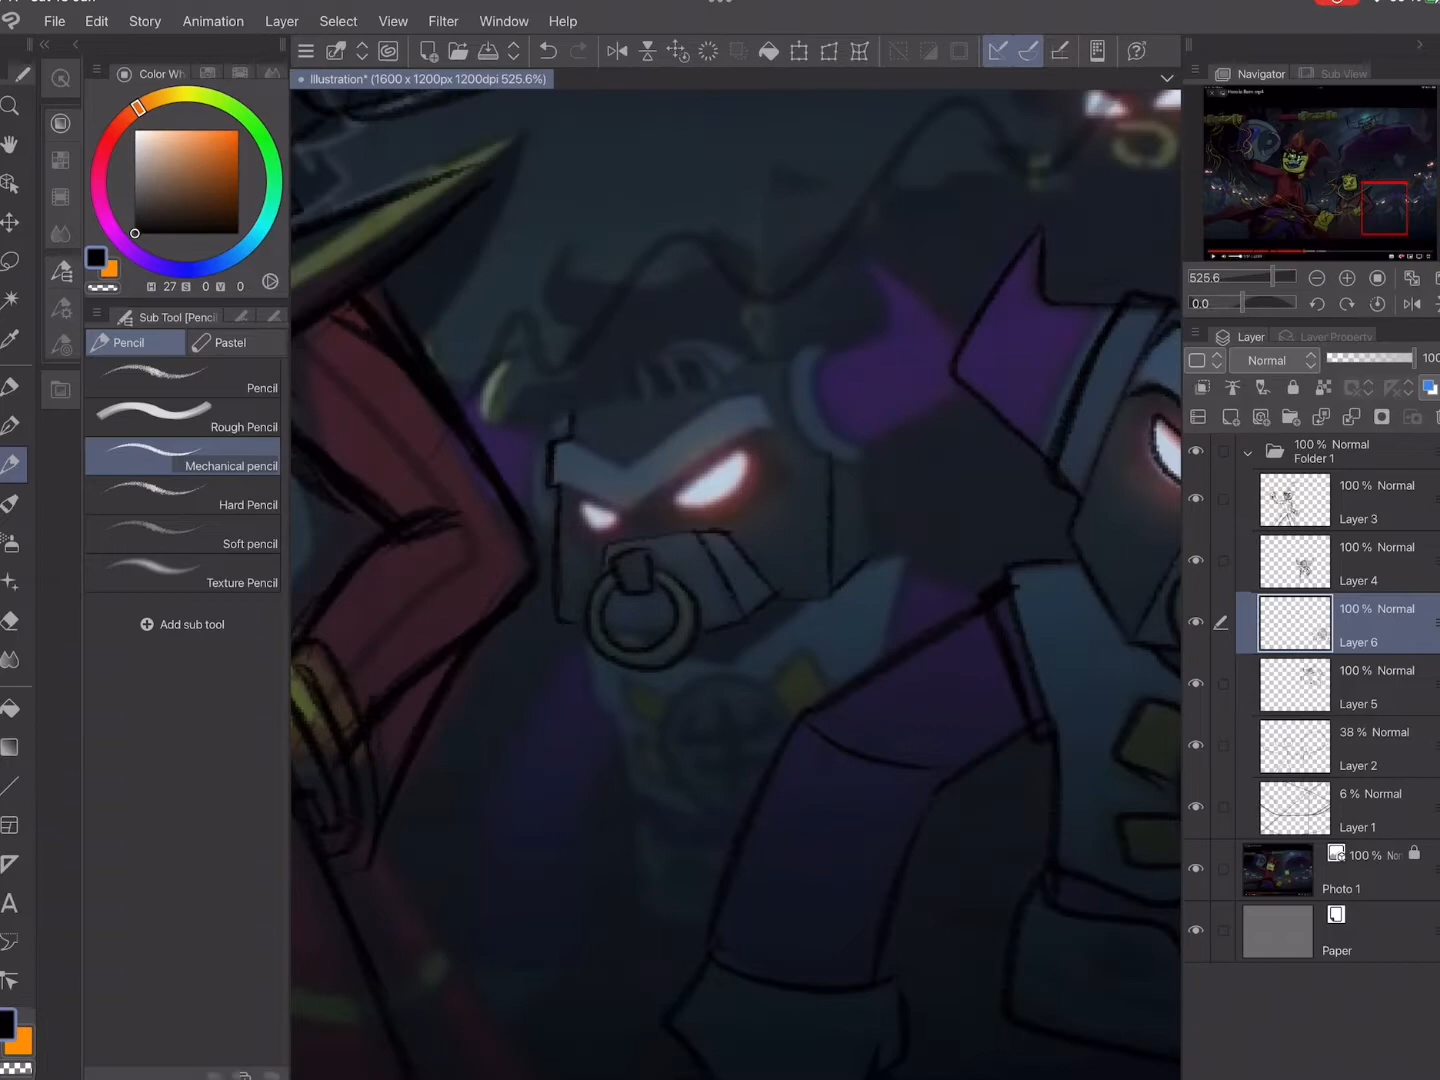 File Edit Story Animation Layer Select View Filter Window Help
Illustration* (1600 x 1200px 1200dpi 525.6%)
Color Wh
H 27 S 0 V 0
Sub Tool [Pencil
Pencil
Pastel
Pencil
Rough Pencil
Mechanical pencil
Hard Pencil
Soft pencil
Texture Pencil
Add sub tool
Navigator
Sub View
525.6
0.0
Layer
Layer Property
Normal
100
100 % Normal
Folder 1
100 % Normal
Layer 3
100 % Normal
Layer 4
100 % Normal
Layer 6
100 % Normal
Layer 5
38 % Normal
Layer 2
6 % Normal
Layer 1
100 % Nor
Photo 1
Paper